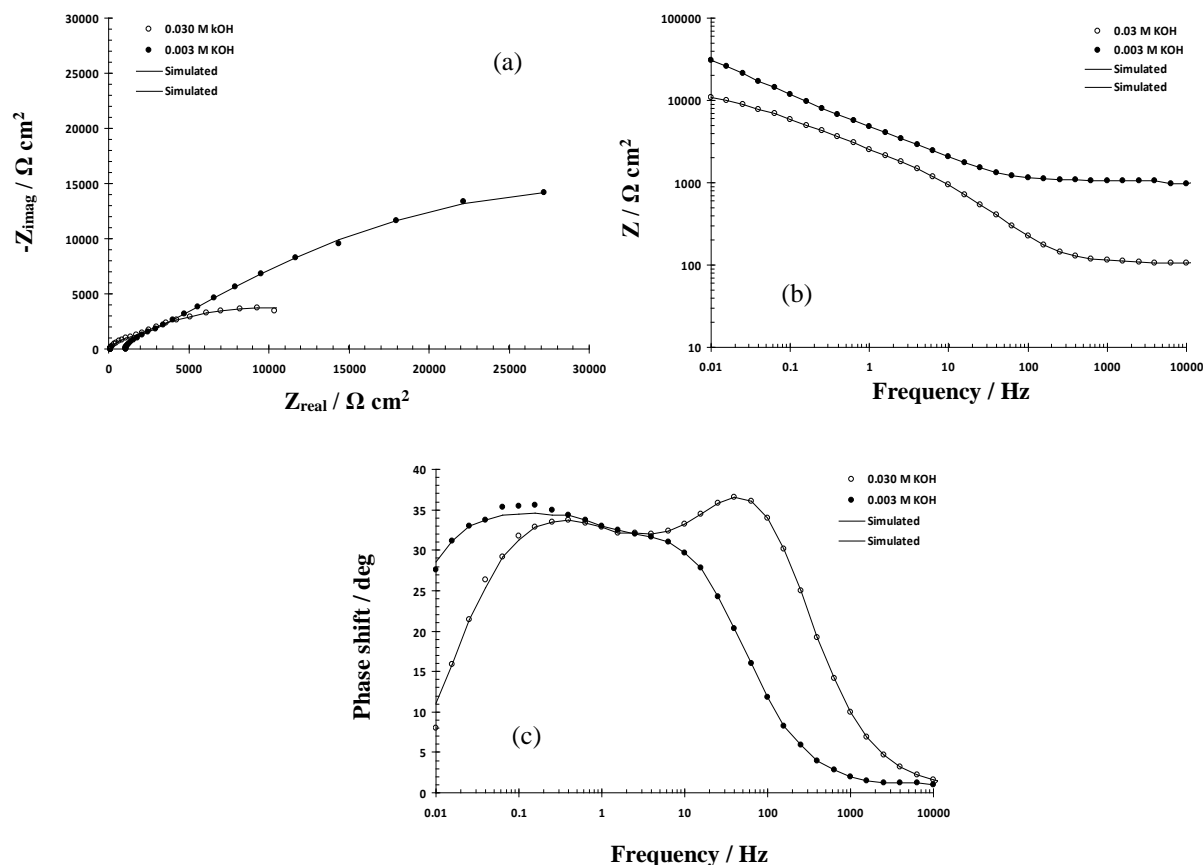 30000
25000
20000
15000
10000
5000
0
0 5000 10000 15000 20000 25000 30000
-Zimag / Ω cm2
Zreal / Ω cm2
0.030 M kOH
0.003 M KOH
Simulated
Simulated
(a)
100000
10000
1000
100
10
0.01 0.1 1 10 100 1000 10000
Z / Ω cm2
Frequency / Hz
0.03 M KOH
0.003 M KOH
Simulated
Simulated
(b)
40
35
30
25
20
15
10
5
0
0.01 0.1 1 10 100 1000 10000
Phase shift / deg
Frequency / Hz
0.030 M KOH
0.003 M KOH
Simulated
Simulated
(c)